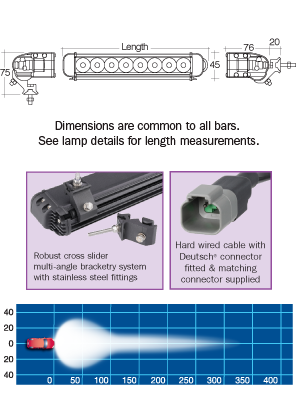 Length
76
20
75
45
Dimensions are common to all bars.
See lamp details for length measurements.
Robust cross slider
multi-angle bracketry system
with stainless steel fittings
Hard wired cable with
Deutsch® connector
fitted & matching
connector supplied
40
20
0
20
40
0 50 100 150 200 250 300 350 400